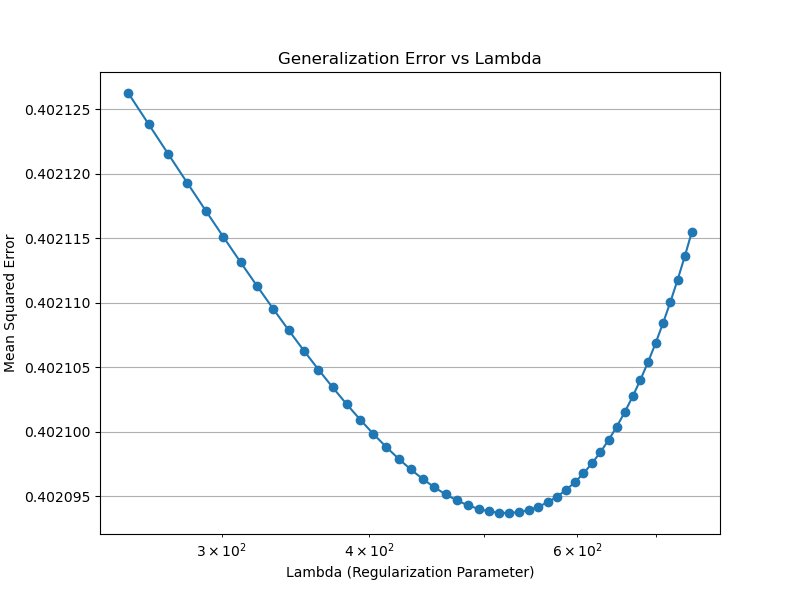 Generalization Error vs Lambda
Mean Squared Error
0.402125
0.402120
0.402115
0.402110
0.402105
0.402100
0.402095
3 × 10²
4 × 10²
6 × 10²
Lambda (Regularization Parameter)